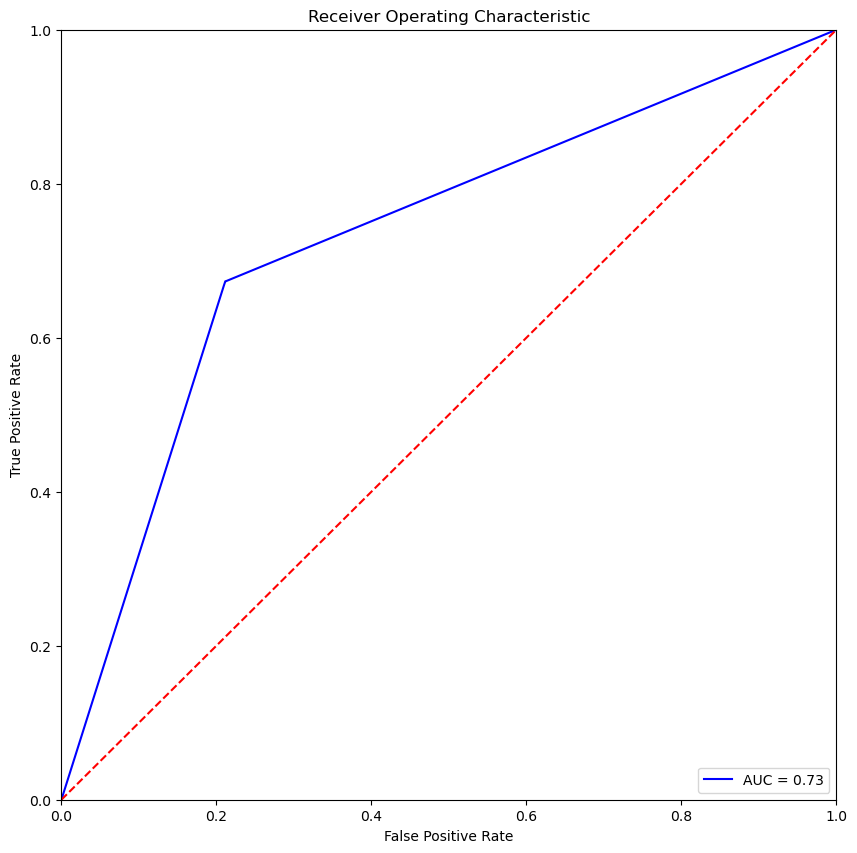 Receiver Operating Characteristic
1.0
0.8
0.6
0.4
0.2
0.0
True Positive Rate
AUC = 0.73
0.0 0.2 0.4 0.6 0.8 1.0
False Positive Rate